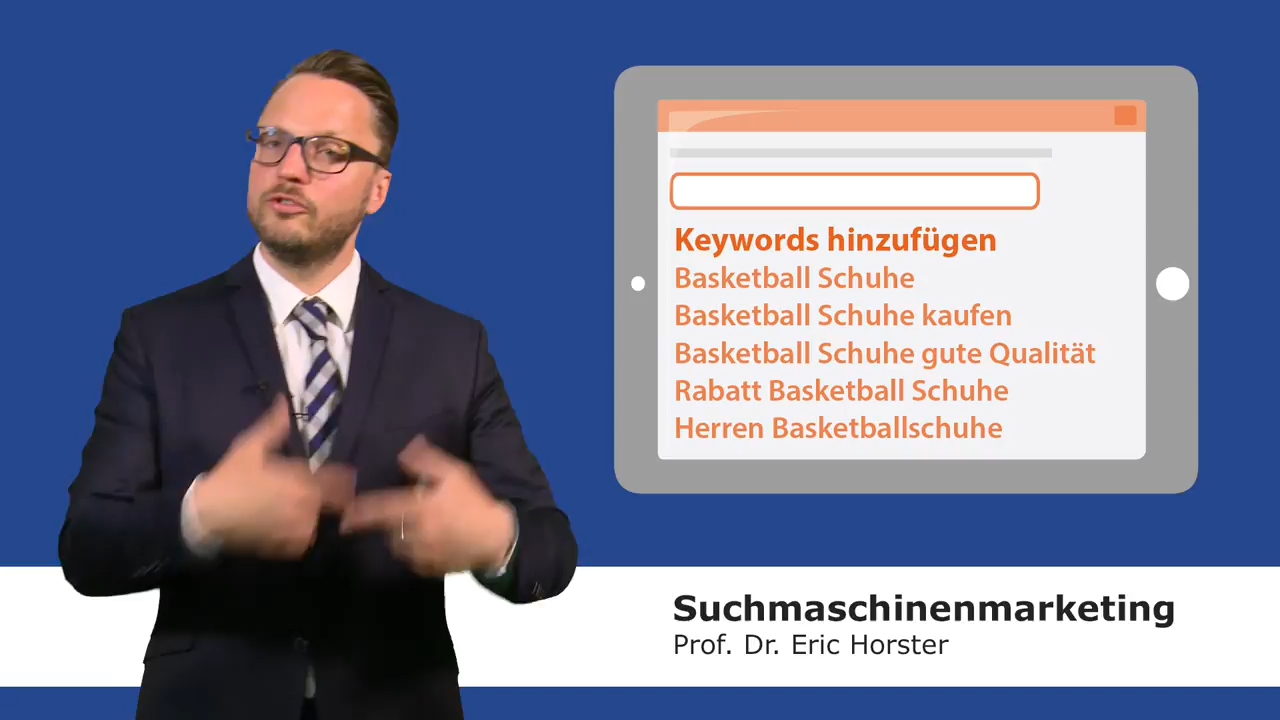 Keywords hinzufügen
Basketball Schuhe
Basketball Schuhe kaufen
Basketball Schuhe gute Qualität
Rabatt Basketball Schuhe
Herren Basketballschuhe
Suchmaschinenmarketing
Prof. Dr. Eric Horster